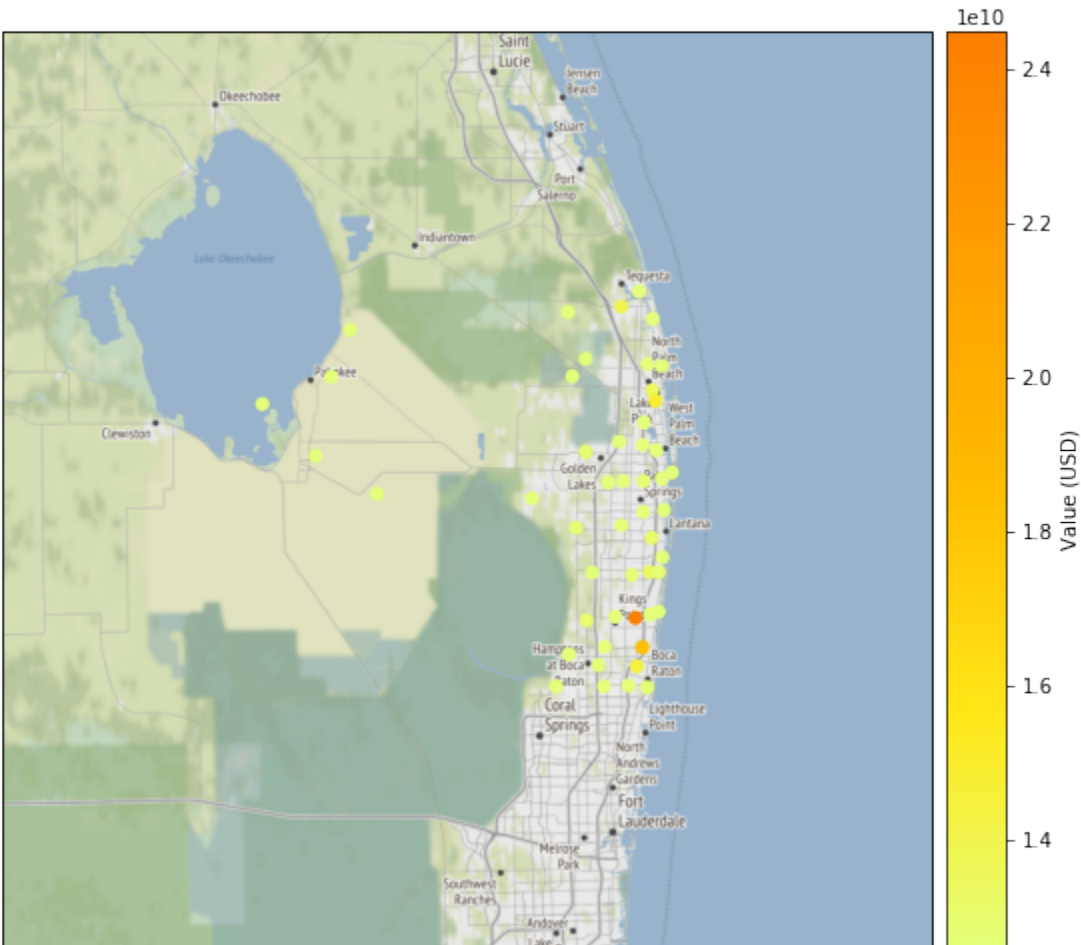 1e10
Saint
Lucie
Jensen
Beach
Okeechobee
Stuart
Port
Salerno
Indiantown
Lake Okeechobee
Tequesta
North
Palm
Beach
West
Palm
Beach
Clewiston
Golden
Lakes
Springs
Lantana
Kings
Hamptons
at Boca
Raton
Boca
Raton
Coral
Springs
Lighthouse
Point
North
Andrews
Gardens
Fort
Lauderdale
Melrose
Park
Southwest
Ranches
Andover
Lake
2.4
2.2
2.0
1.8
1.6
1.4
Value (USD)